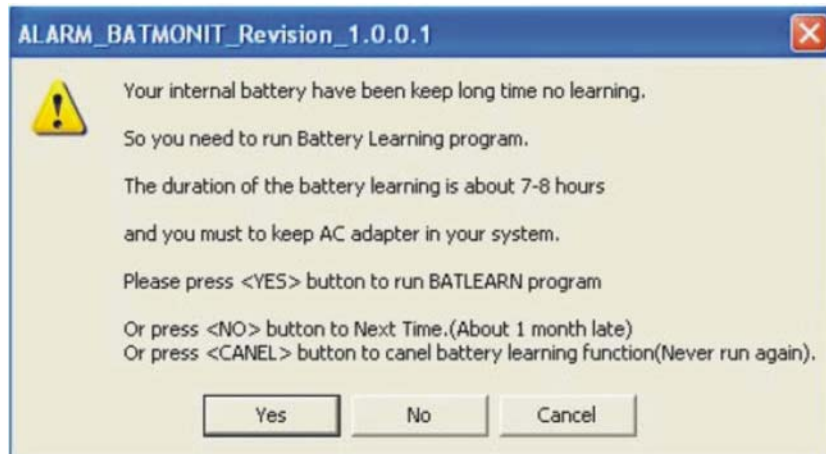 ALARM_BATMONIT_Revision_1.0.0.1
Your internal battery have been keep long time no learning.
So you need to run Battery Learning program.
The duration of the battery learning is about 7-8 hours
and you must to keep AC adapter in your system.
Please press <YES> button to run BATLEARN program
Or press <NO> button to Next Time.(About 1 month late)
Or press <CANEL> button to canel battery learning function(Never run again).
Yes
No
Cancel